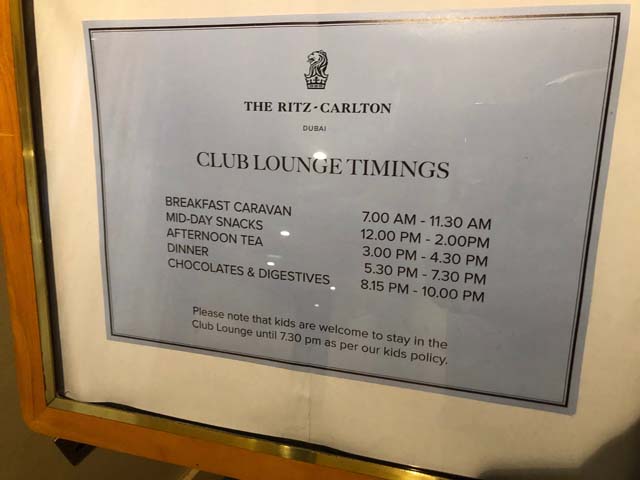 THE RITZ-CARLTON
DUBAI
CLUB LOUNGE TIMINGS
BREAKFAST CARAVAN 7.00 AM - 11.30 AM
MID-DAY SNACKS 12.00 PM - 2.00PM
AFTERNOON TEA 3.00 PM - 4.30 PM
DINNER 5.30 PM - 7.30 PM
CHOCOLATES & DIGESTIVES 8.15 PM - 10.00 PM
Please note that kids are welcome to stay in the
Club Lounge until 7.30 pm as per our kids policy.